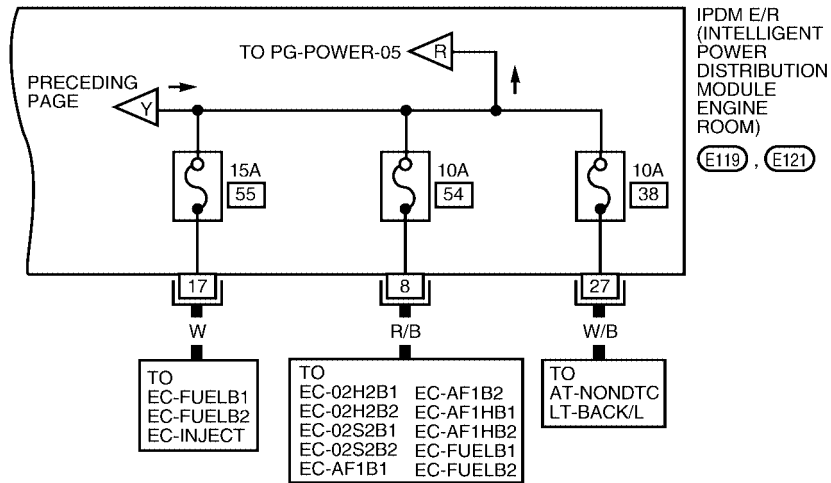 IPDM E/R
(INTELLIGENT
POWER
DISTRIBUTION
MODULE
ENGINE
ROOM)
E119 , E121
TO PG-POWER-05
R
PRECEDING
PAGE
Y
15A
55
10A
54
10A
38
17
8
27
W
R/B
W/B
TO
EC-FUELB1
EC-FUELB2
EC-INJECT
TO
EC-02H2B1 EC-AF1B2
EC-02H2B2 EC-AF1HB1
EC-02S2B1 EC-AF1HB2
EC-02S2B2 EC-FUELB1
EC-AF1B1 EC-FUELB2
TO
AT-NONDTC
LT-BACK/L